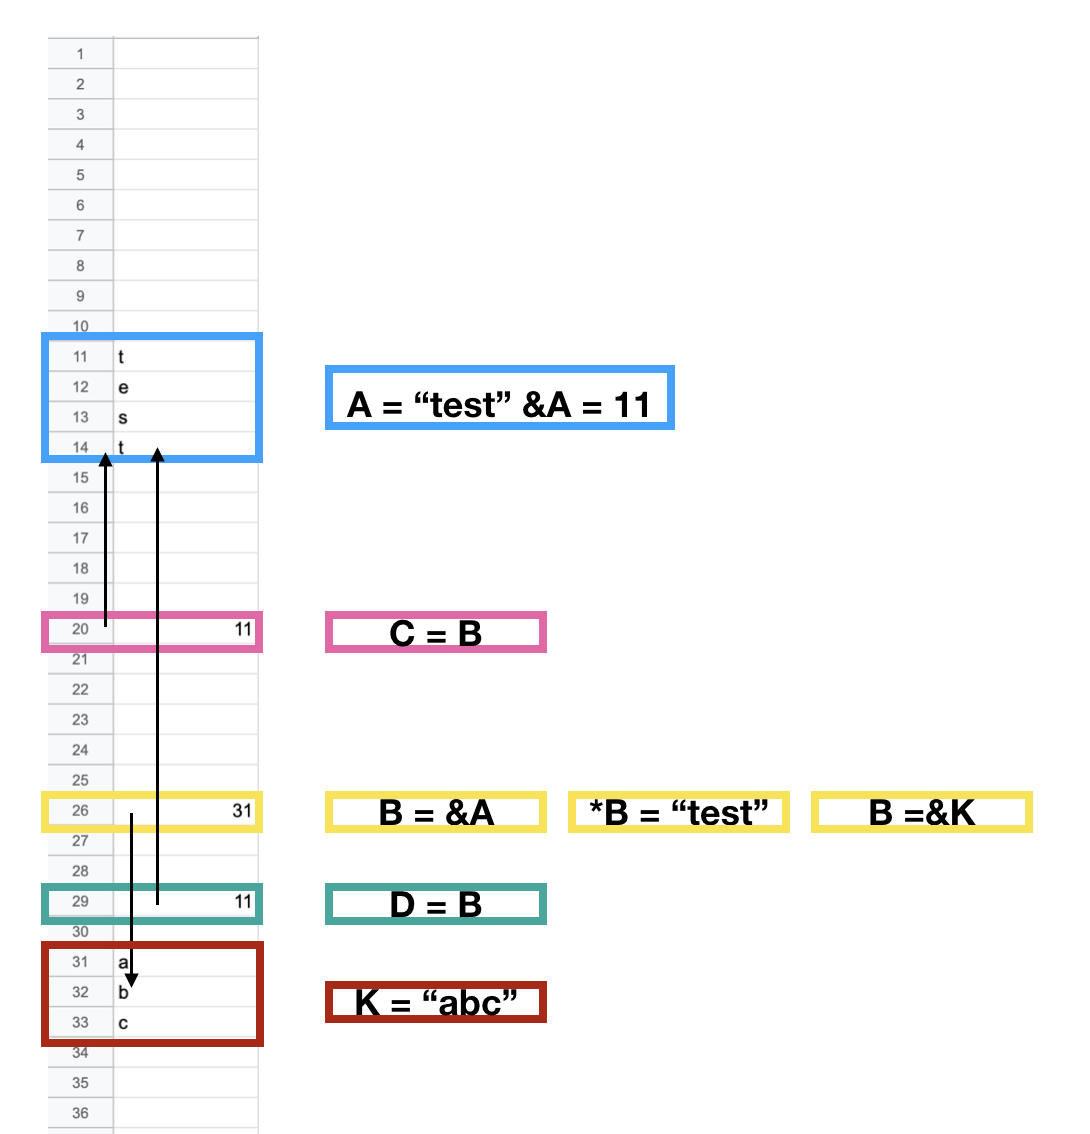 1
2
3
4
5
6
7
8
9
10
11 t
12 e
13 s
14 t
A = “test” &A = 11
15
16
17
18
19
20 11
C = B
21
22
23
24
25
26 31
B = &A
*B = “test”
B =&K
27
28
29 11
D = B
30
31 a
32 b
33 c
K = “abc”
34
35
36